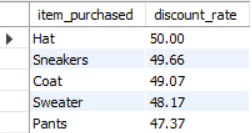 item_purchased discount_rate
Hat 50.00
Sneakers 49.66
Coat 49.07
Sweater 48.17
Pants 47.37